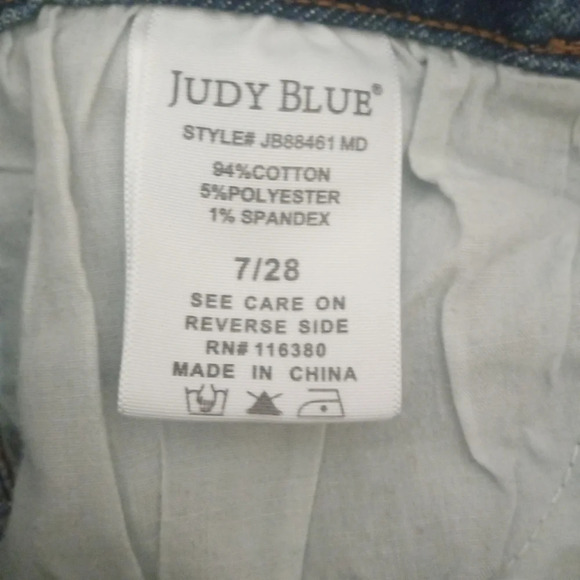 JUDY BLUE®
STYLE# JB88461 MD
94%COTTON
5%POLYESTER
1% SPANDEX
7/28
SEE CARE ON
REVERSE SIDE
RN# 116380
MADE IN CHINA